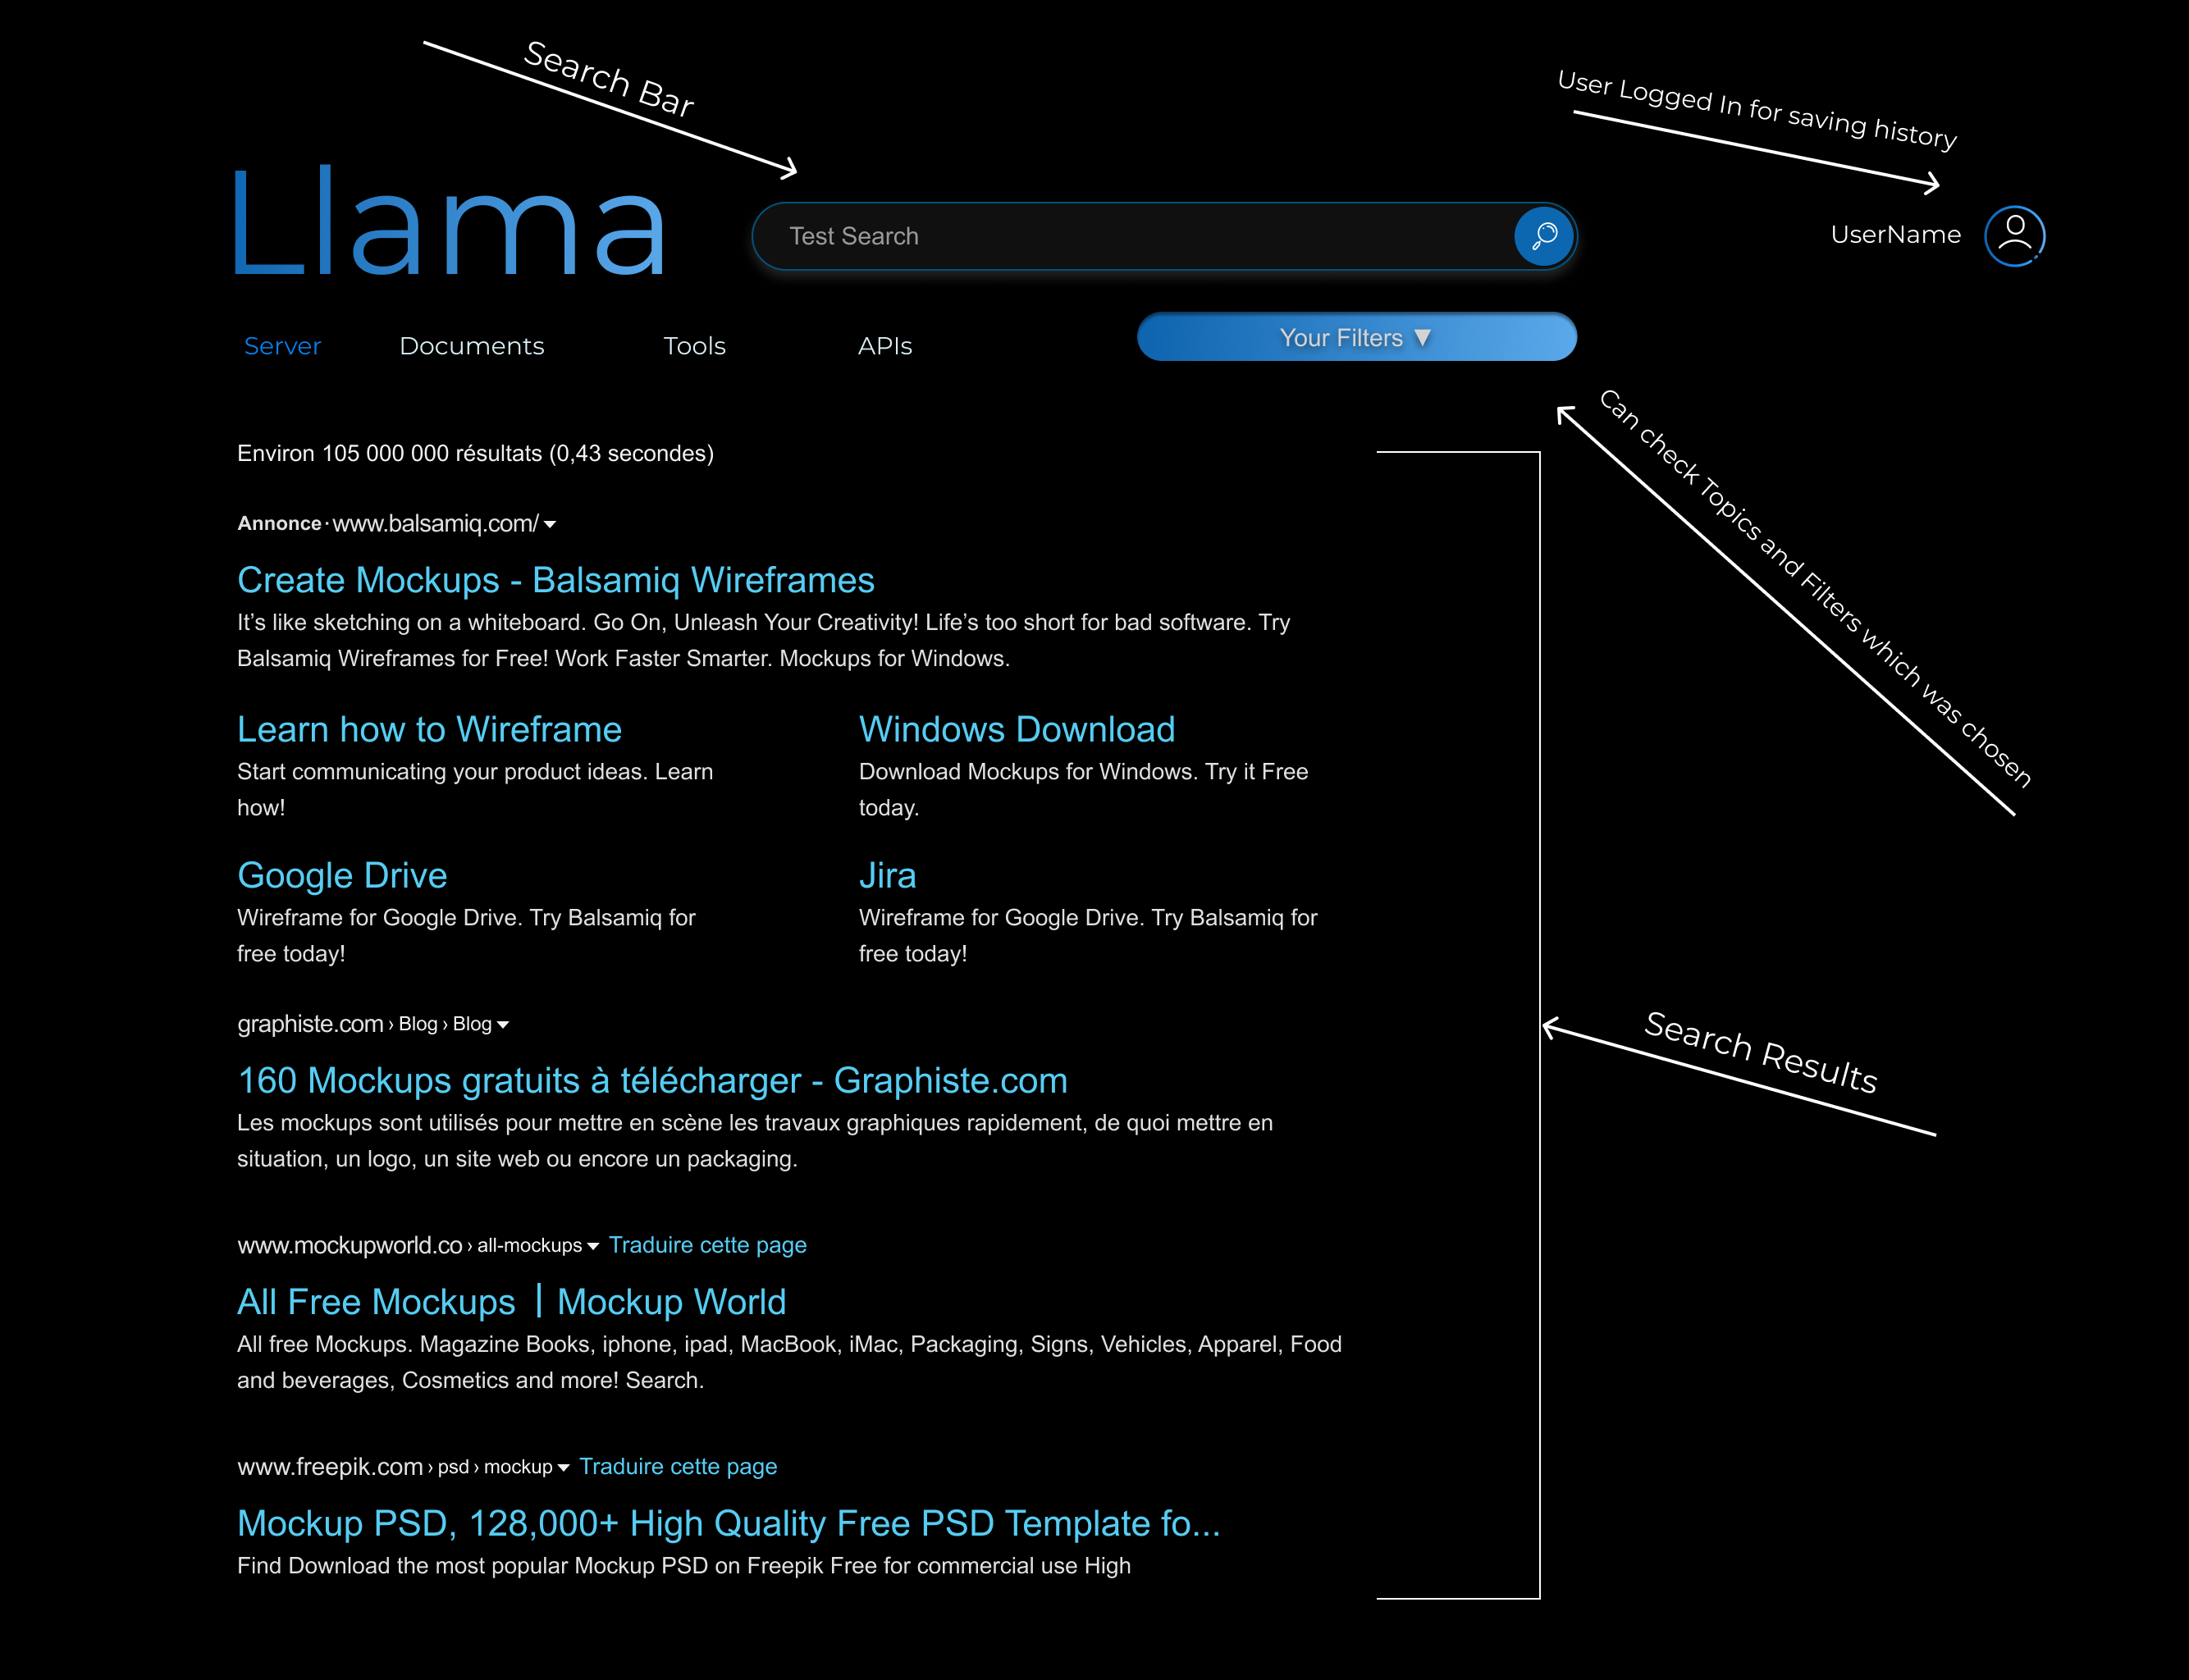 Search Bar
User Logged In for saving history
Llama
Test Search
UserName
Server
Documents
Tools
APIs
Your Filters ▼
Can check Topics and Filters which was chosen
Environ 105 000 000 résultats (0,43 secondes)
Annonce · www.balsamiq.com/
Create Mockups - Balsamiq Wireframes
It’s like sketching on a whiteboard. Go On, Unleash Your Creativity! Life’s too short for bad software. Try
Balsamiq Wireframes for Free! Work Faster Smarter. Mockups for Windows.
Learn how to Wireframe
Start communicating your product ideas. Learn
how!
Windows Download
Download Mockups for Windows. Try it Free
today.
Google Drive
Wireframe for Google Drive. Try Balsamiq for
free today!
Jira
Wireframe for Google Drive. Try Balsamiq for
free today!
Search Results
graphiste.com › Blog › Blog
160 Mockups gratuits à télécharger - Graphiste.com
Les mockups sont utilisés pour mettre en scène les travaux graphiques rapidement, de quoi mettre en
situation, un logo, un site web ou encore un packaging.
www.mockupworld.co › all-mockups Traduire cette page
All Free Mockups | Mockup World
All free Mockups. Magazine Books, iphone, ipad, MacBook, iMac, Packaging, Signs, Vehicles, Apparel, Food
and beverages, Cosmetics and more! Search.
www.freepik.com › psd › mockup Traduire cette page
Mockup PSD, 128,000+ High Quality Free PSD Template fo...
Find Download the most popular Mockup PSD on Freepik Free for commercial use High